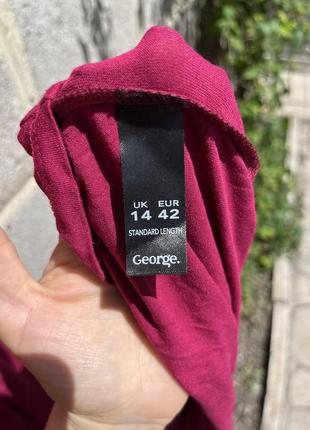 UK EUR
14 42
STANDARD LENGTH
George.